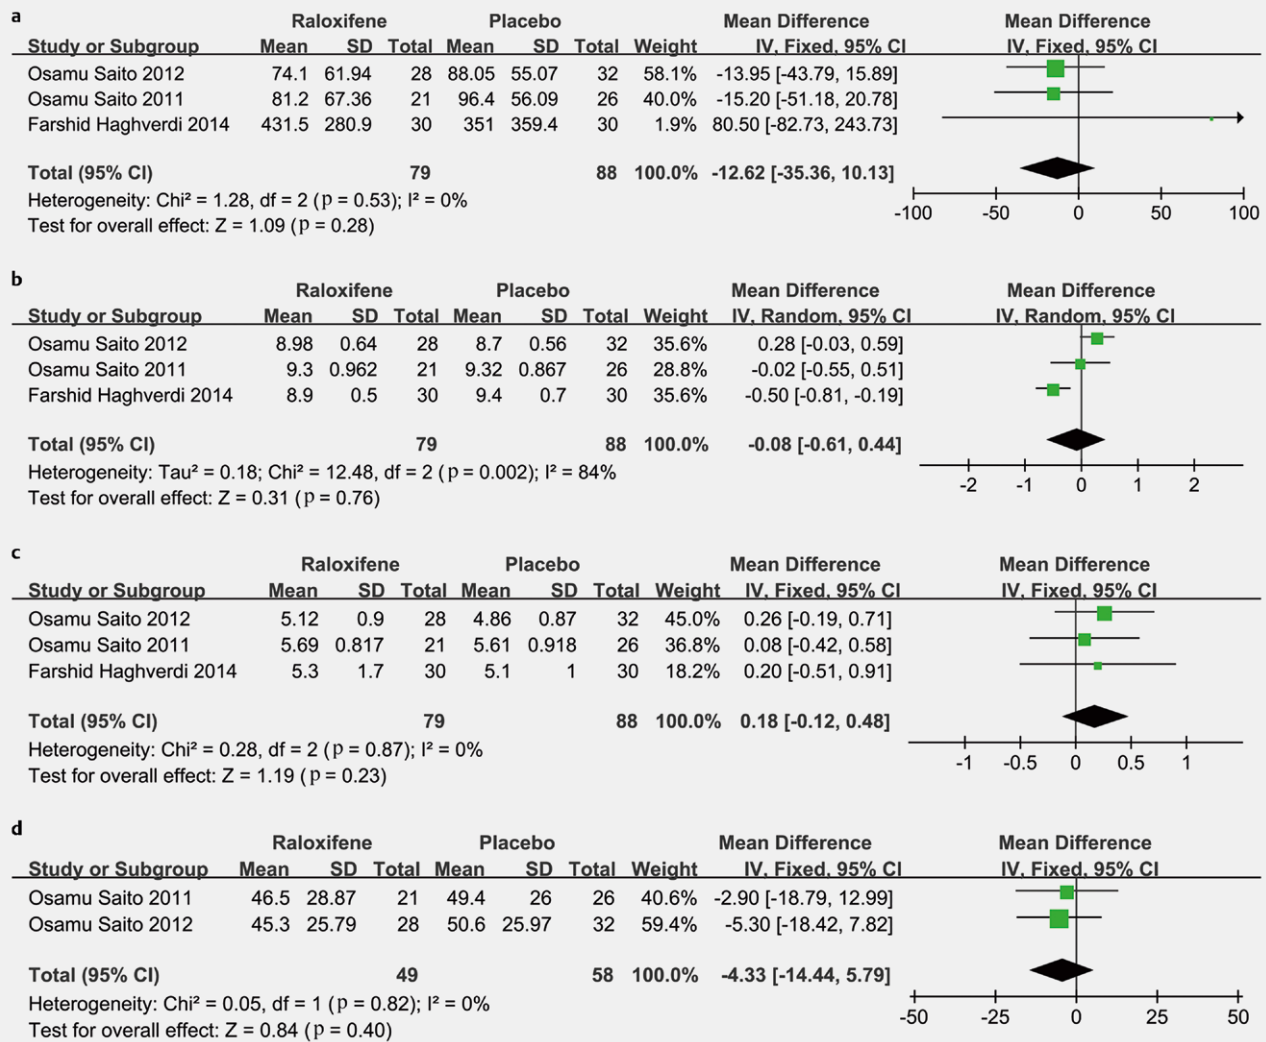 a
Raloxifene Placebo Mean Difference Mean Difference
Study or Subgroup Mean SD Total Mean SD Total Weight IV, Fixed, 95% CI IV, Fixed, 95% CI
Osamu Saito 2012 74.1 61.94 28 88.05 55.07 32 58.1% -13.95 [-43.79, 15.89]
Osamu Saito 2011 81.2 67.36 21 96.4 56.09 26 40.0% -15.20 [-51.18, 20.78]
Farshid Haghverdi 2014 431.5 280.9 30 351 359.4 30 1.9% 80.50 [-82.73, 243.73]
Total (95% CI) 79 88 100.0% -12.62 [-35.36, 10.13]
Heterogeneity: Chi² = 1.28, df = 2 (p = 0.53); I² = 0%
Test for overall effect: Z = 1.09 (p = 0.28)
-100 -50 0 50 100
b
Raloxifene Placebo Mean Difference Mean Difference
Study or Subgroup Mean SD Total Mean SD Total Weight IV, Random, 95% CI IV, Random, 95% CI
Osamu Saito 2012 8.98 0.64 28 8.7 0.56 32 35.6% 0.28 [-0.03, 0.59]
Osamu Saito 2011 9.3 0.962 21 9.32 0.867 26 28.8% -0.02 [-0.55, 0.51]
Farshid Haghverdi 2014 8.9 0.5 30 9.4 0.7 30 35.6% -0.50 [-0.81, -0.19]
Total (95% CI) 79 88 100.0% -0.08 [-0.61, 0.44]
Heterogeneity: Tau² = 0.18; Chi² = 12.48, df = 2 (p = 0.002); I² = 84%
Test for overall effect: Z = 0.31 (p = 0.76)
-2 -1 0 1 2
c
Raloxifene Placebo Mean Difference Mean Difference
Study or Subgroup Mean SD Total Mean SD Total Weight IV, Fixed, 95% CI IV, Fixed, 95% CI
Osamu Saito 2012 5.12 0.9 28 4.86 0.87 32 45.0% 0.26 [-0.19, 0.71]
Osamu Saito 2011 5.69 0.817 21 5.61 0.918 26 36.8% 0.08 [-0.42, 0.58]
Farshid Haghverdi 2014 5.3 1.7 30 5.1 1 30 18.2% 0.20 [-0.51, 0.91]
Total (95% CI) 79 88 100.0% 0.18 [-0.12, 0.48]
Heterogeneity: Chi² = 0.28, df = 2 (p = 0.87); I² = 0%
Test for overall effect: Z = 1.19 (p = 0.23)
-1 -0.5 0 0.5 1
d
Raloxifene Placebo Mean Difference Mean Difference
Study or Subgroup Mean SD Total Mean SD Total Weight IV, Fixed, 95% CI IV, Fixed, 95% CI
Osamu Saito 2011 46.5 28.87 21 49.4 26 26 40.6% -2.90 [-18.79, 12.99]
Osamu Saito 2012 45.3 25.79 28 50.6 25.97 32 59.4% -5.30 [-18.42, 7.82]
Total (95% CI) 49 58 100.0% -4.33 [-14.44, 5.79]
Heterogeneity: Chi² = 0.05, df = 1 (p = 0.82); I² = 0%
Test for overall effect: Z = 0.84 (p = 0.40)
-50 -25 0 25 50